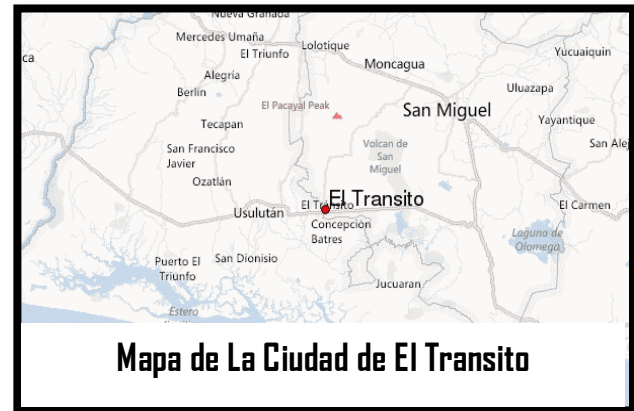 Nueva Granada
Mercedes Umaña
El Triunfo
Lolotique
Moncagua
Yucuaiquin
ca
Alegría
Berlín
El Pacayal Peak
San Miguel
Uluazapa
Yayantique
Tecapan
San Francisco
Javier
Volcan de
San
Miguel
San Alej
Ozatlán
El Tránsito
El Transito
Usulután
El Carmen
Concepción
Batres
Laguna de
Olomega
Puerto El
Triunfo
San Dionisio
Jucuaran
Estero
Mapa de La Ciudad de El Transito